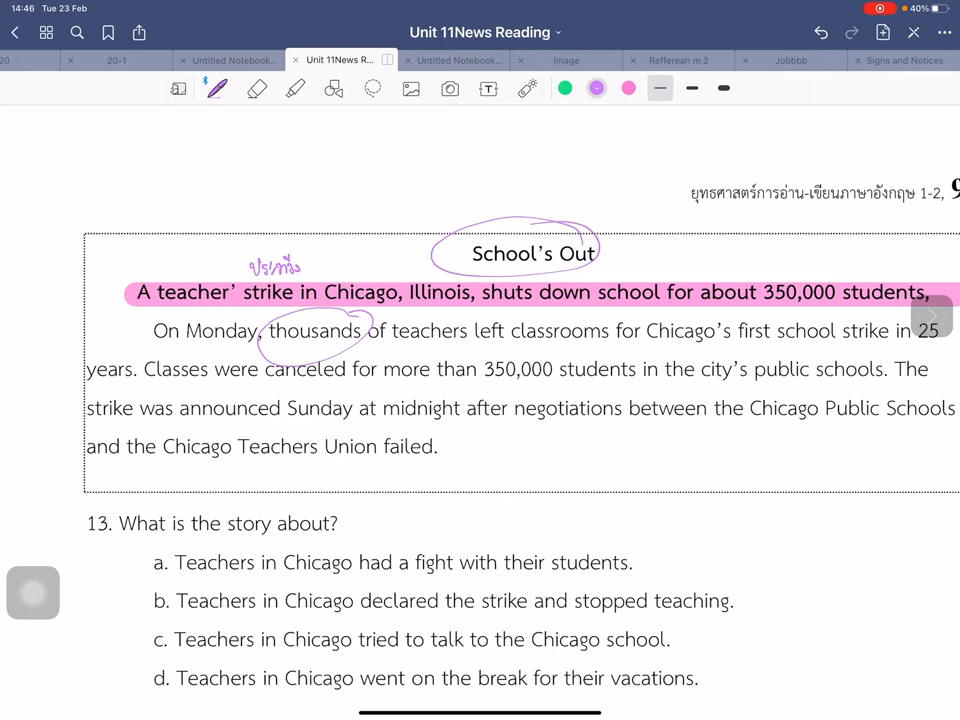 14:46 Tue 23 Feb 40%
Unit 11News Reading
20 × 20-1 × Untitled Notebook... × Unit 11News R... × Untitled Notebook... × Image × Refferean m.2 × Jobbbb × Signs and Notices
ยุทธศาสตร์การอ่าน-เขียนภาษาอังกฤษ 1-2,
School's Out
ประท้วง
A teacher' strike in Chicago, Illinois, shuts down school for about 350,000 students,
On Monday, thousands of teachers left classrooms for Chicago's first school strike in 25
years. Classes were canceled for more than 350,000 students in the city's public schools. The
strike was announced Sunday at midnight after negotiations between the Chicago Public Schools
and the Chicago Teachers Union failed.
13. What is the story about?
a. Teachers in Chicago had a fight with their students.
b. Teachers in Chicago declared the strike and stopped teaching.
c. Teachers in Chicago tried to talk to the Chicago school.
d. Teachers in Chicago went on the break for their vacations.